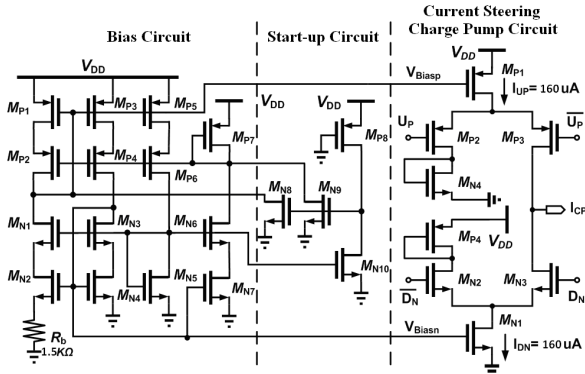 Bias Circuit
Start-up Circuit
Current Steering
Charge Pump Circuit
VDD
MP1
MP3
MP5
MP2
MP4
MP6
VDD
MP7
MN1
MN3
MN6
MN2
MN4
MN5
MN7
Rb
1.5KΩ
VDD
MP8
MN8
MN9
MN10
VBiasp
VBiasn
VDD
MP1
IUP= 160 uA
UP
MP2
MP3
U̅P̅
MN4
MP4
VDD
ICP
D̅N̅
MN2
MN3
DN
MN1
IDN= 160 uA